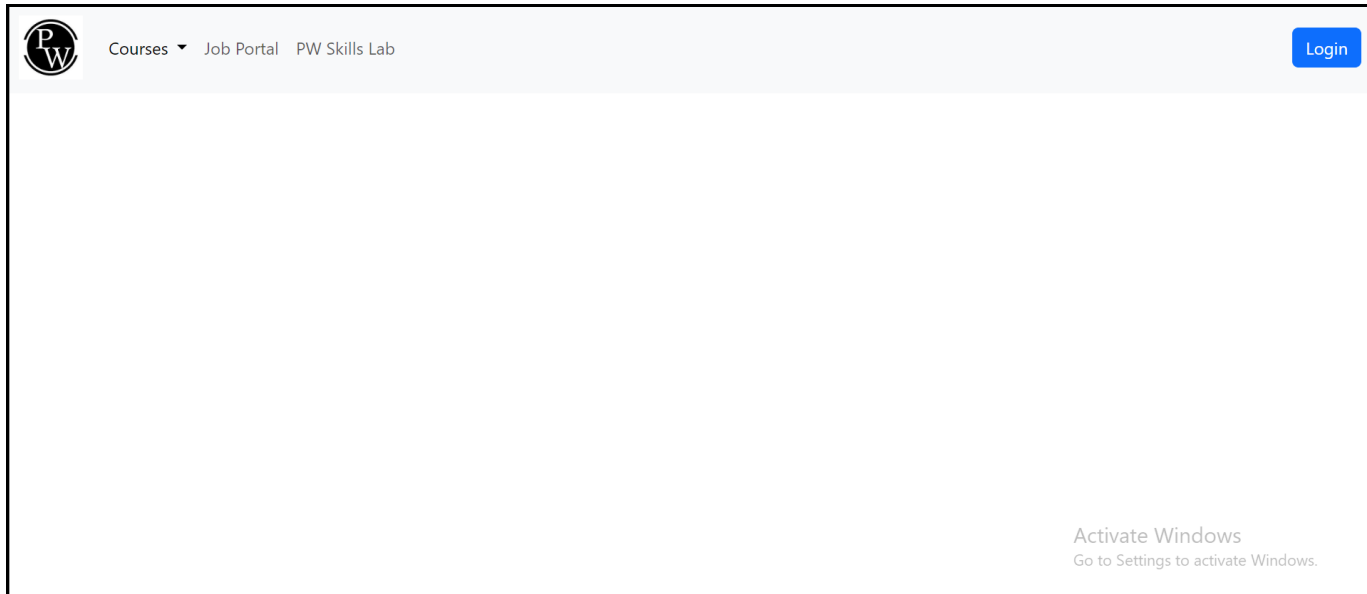 PW
Courses
Job Portal
PW Skills Lab
Login
Activate Windows
Go to Settings to activate Windows.